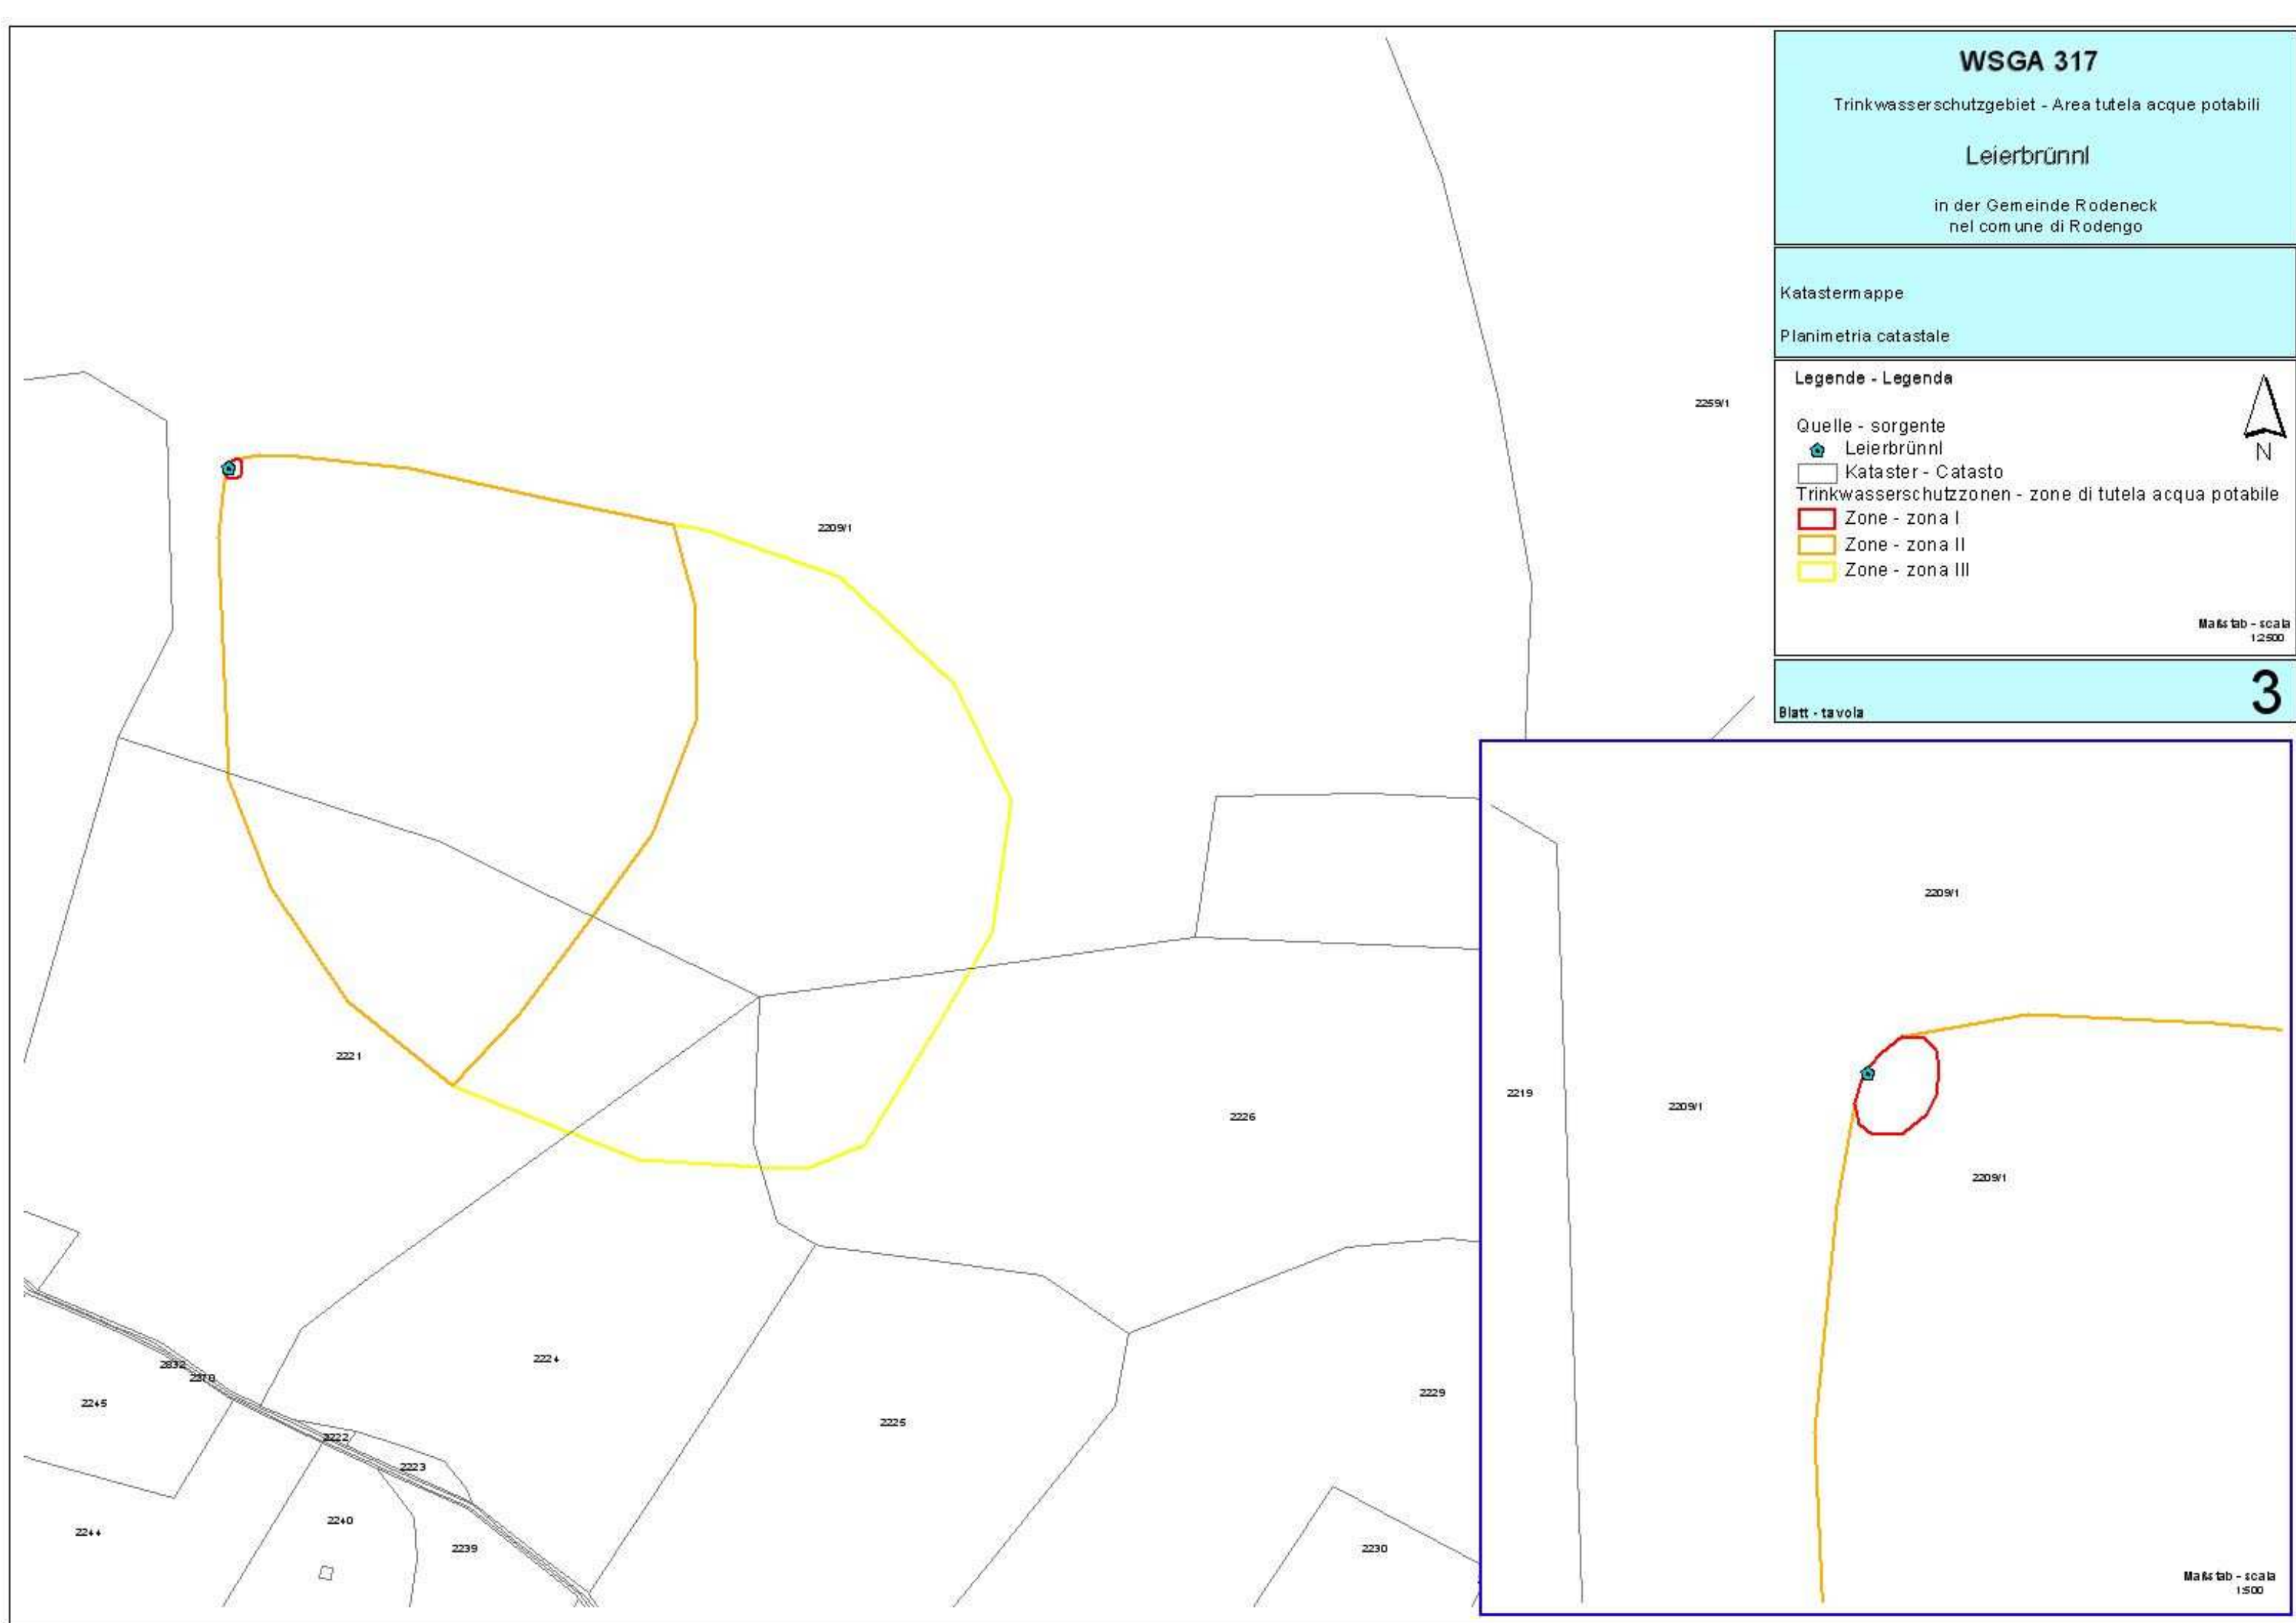 WSGA 317
Trinkwasserschutzgebiet - Area tutela acque potabili
Leierbrünnl
in der Gemeinde Rodeneck
nel comune di Rodengo
Katastermappe
Planimetria catastale
Legende - Legenda
Quelle - sorgente
Leierbrünnl
Kataster - Catasto
Trinkwasserschutzzonen - zone di tutela acqua potabile
Zone - zona I
Zone - zona II
Zone - zona III
N
Maßstab - scala
1:2500
Blatt - tavola
3
2259/1
2209/1
2221
2226
2224
2225
2229
2230
2832
2370
2245
2222
2223
2244
2240
2239
2209/1
2219
2209/1
2209/1
Maßstab - scala
1:500